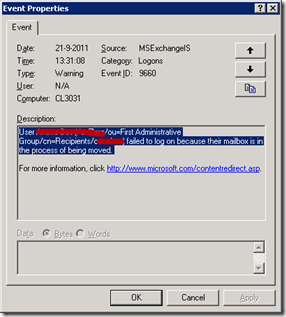 Event Properties
Event
Date: 21-9-2011 Source: MSExchangeIS
Time: 13:31:08 Category: Logons
Type: Warning Event ID: 9660
User: N/A
Computer: CL3031
Description:
User /ou=First Administrative
Group/cn=Recipients/c failed to log on because their mailbox is in
the process of being moved.
For more information, click http://www.microsoft.com/contentredirect.asp.
Data: Bytes Words
OK Cancel Apply